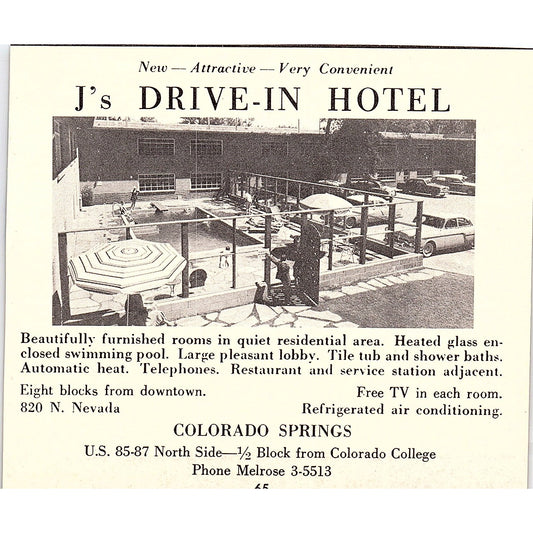 New — Attractive — Very Convenient
J's DRIVE-IN HOTEL
Beautifully furnished rooms in quiet residential area. Heated glass en-
closed swimming pool. Large pleasant lobby. Tile tub and shower baths.
Automatic heat. Telephones. Restaurant and service station adjacent.
Eight blocks from downtown. Free TV in each room.
820 N. Nevada Refrigerated air conditioning.
COLORADO SPRINGS
U.S. 85-87 North Side—½ Block from Colorado College
Phone Melrose 3-5513
65